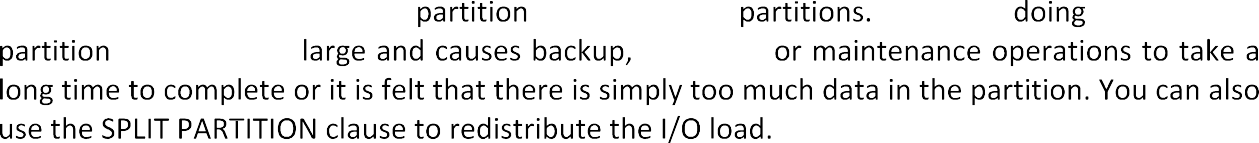 partition partitions. doing
partition large and causes backup, or maintenance operations to take a
long time to complete or it is felt that there is simply too much data in the partition. You can also
use the SPLIT PARTITION clause to redistribute the I/O load.